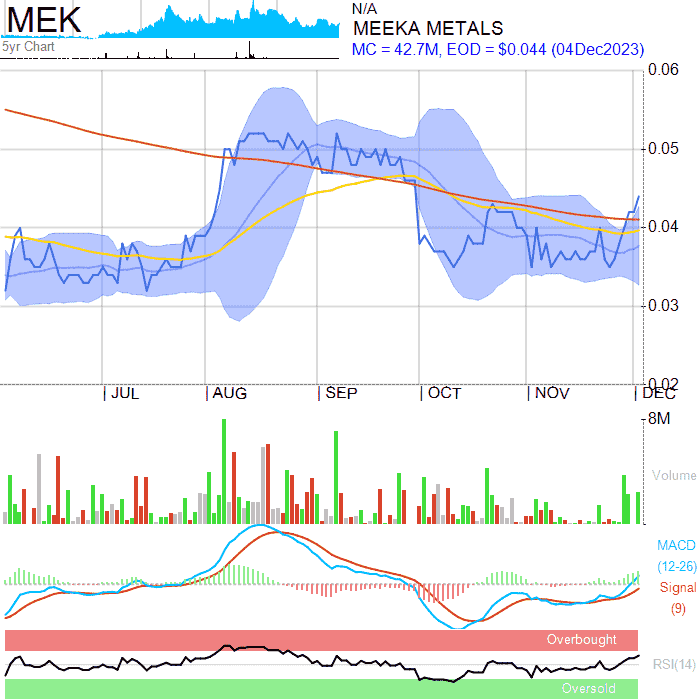 MEK
N/A
MEEKA METALS
5yr Chart
MC = 42.7M, EOD = $0.044 (04Dec2023)
0.06
0.05
0.04
0.03
0.02
JUL
AUG
SEP
OCT
NOV
DEC
8M
Volume
MACD
(12-26)
Signal
(9)
Overbought
RSI(14)
Oversold